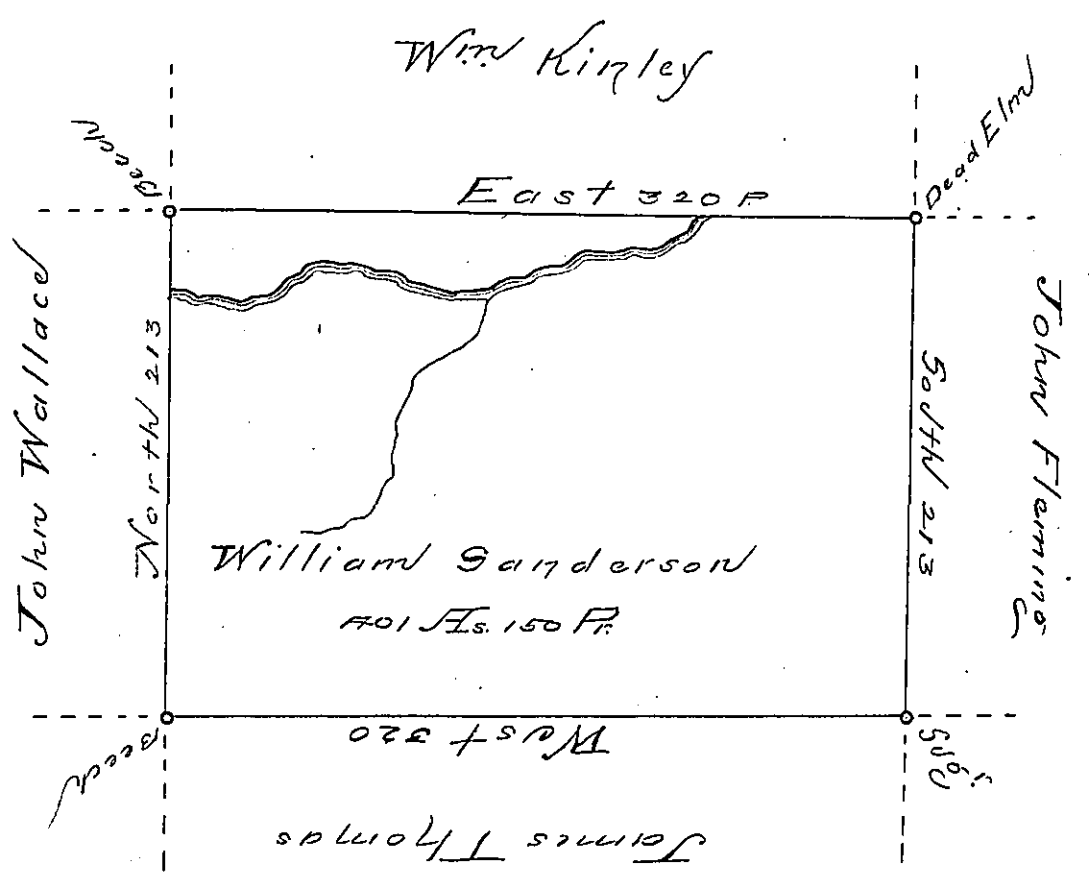 Wm Kinley
Beech
Dead Elm
East 320 P
John Wallace
North 213
South 213
John Fleming
William Sanderson
401 As. 150 Pr.
West 320
Beech
James Thomas